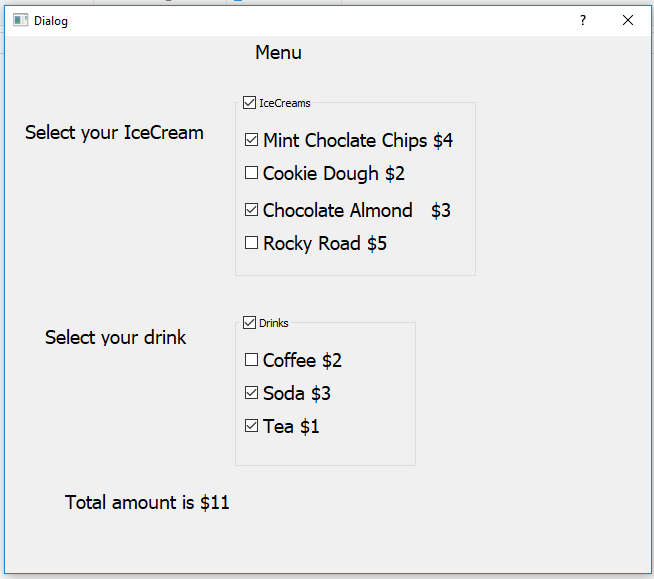 Dialog
?
Menu
IceCreams
Select your IceCream
Mint Choclate Chips $4
Cookie Dough $2
Chocolate Almond $3
Rocky Road $5
Drinks
Select your drink
Coffee $2
Soda $3
Tea $1
Total amount is $11